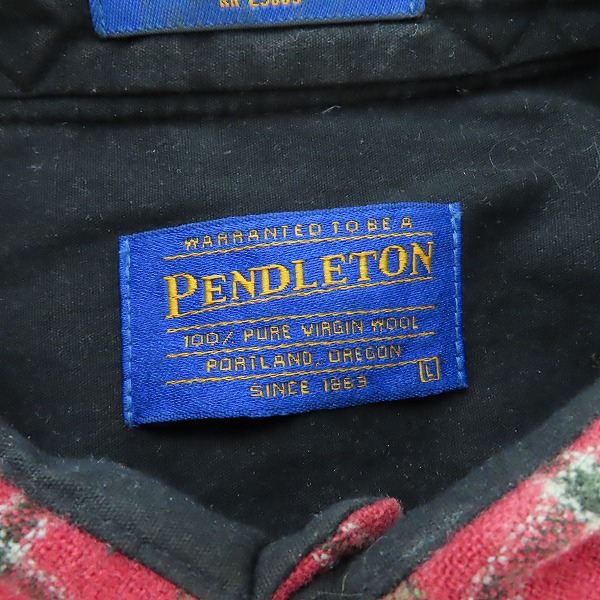 WARRANTED TO BE A
PENDLETON
100% PURE VIRGIN WOOL
PORTLAND, OREGON
SINCE 1863
L